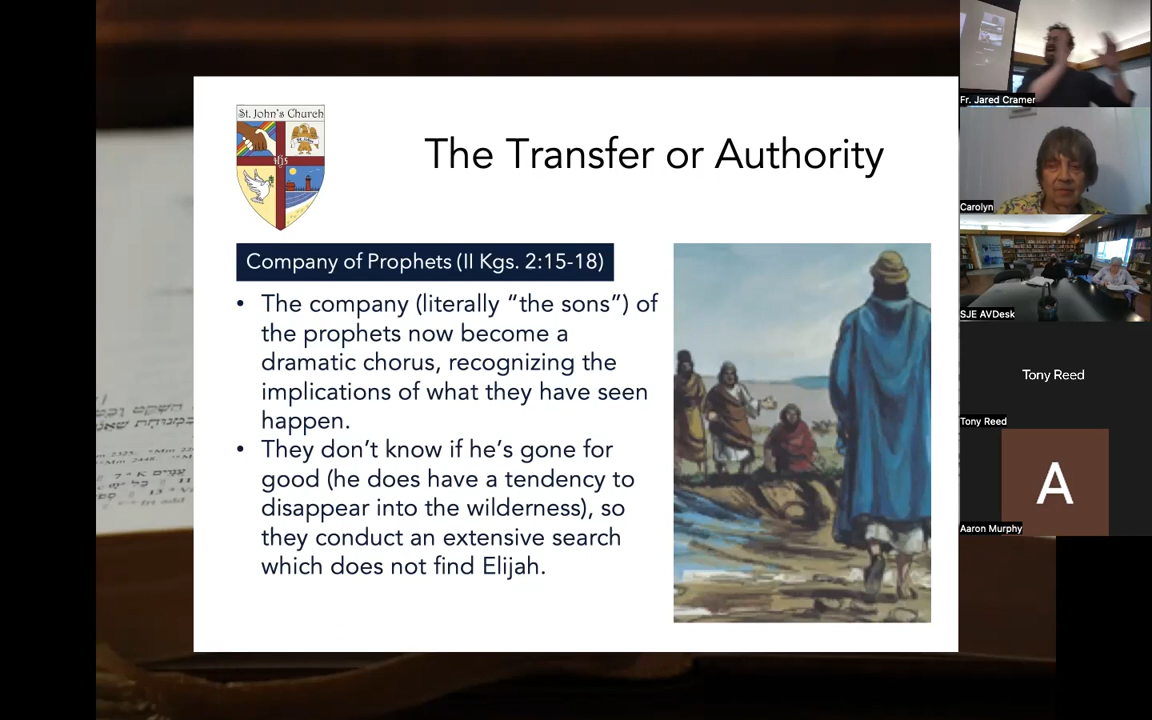 St. John's Church
The Transfer or Authority
Company of Prophets (II Kgs. 2:15-18)
• The company (literally “the sons”) of
the prophets now become a
dramatic chorus, recognizing the
implications of what they have seen
happen.
• They don’t know if he’s gone for
good (he does have a tendency to
disappear into the wilderness), so
they conduct an extensive search
which does not find Elijah.
Fr. Jared Cramer
Carolyn
SJE AVDesk
Tony Reed
Tony Reed
A
Aaron Murphy